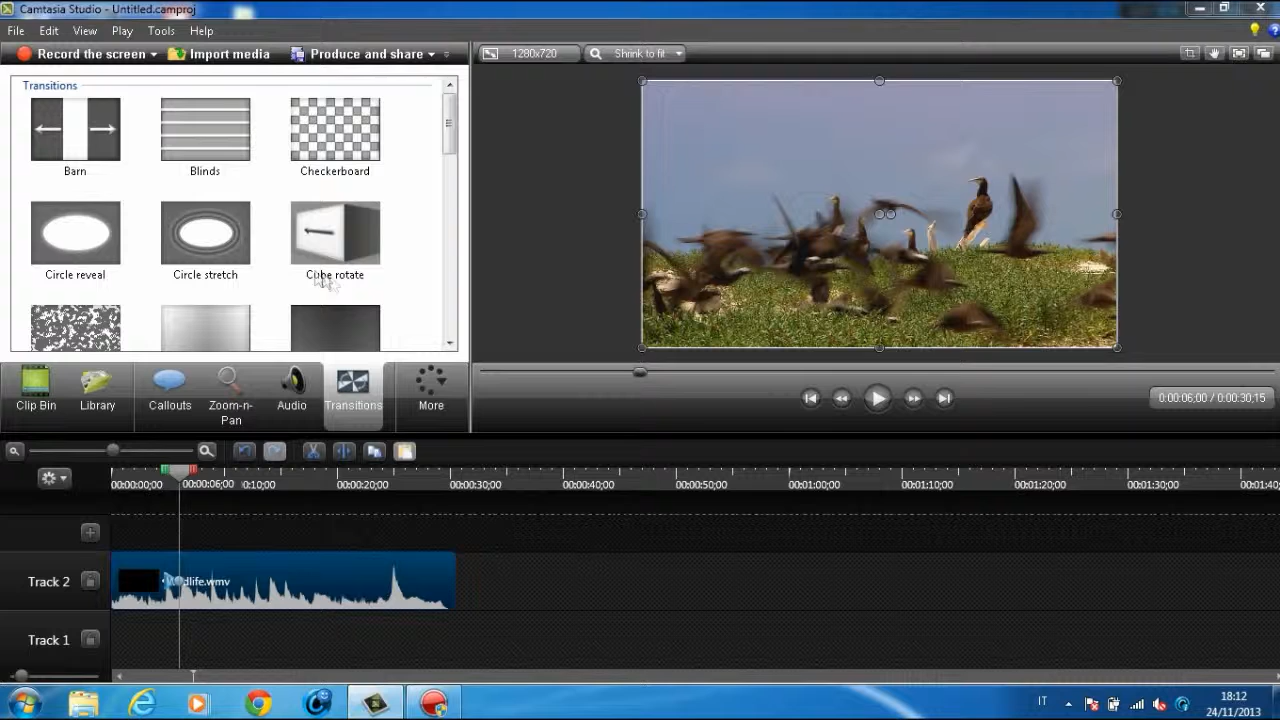 Camtasia Studio - Untitled.camproj
File Edit View Play Tools Help
Record the screen Import media Produce and share 1280x720 Shrink to fit
Transitions
Barn Blinds Checkerboard
Circle reveal Circle stretch Cube rotate
Clip Bin Library Callouts Zoom-n-Pan Audio Transitions More
0:00:06;00 / 0:00:30;15
00:00:00;00 00:00:06;00 0:10;00 00:00:20;00 00:00:30;00 00:00:40;00 00:00:50;00 00:01:00;00 00:01:10;00 00:01:20;00 00:01:30;00 00:01:40;
Track 2 Wildlife.wmv
Track 1
IT 18:12
24/11/2013